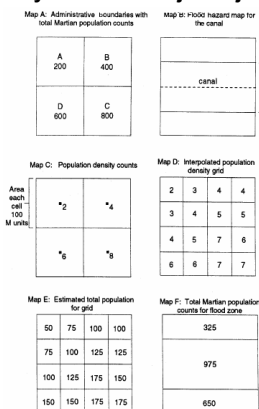 Map A: Administrative boundaries with
total Martian population counts
A
200
B
400
D
600
C
800
Map B: Flood hazard map for
the canal
canal
Map C: Population density counts
Area
each
cell
100
M units
2
4
6
8
Map D: Interpolated population
density grid
2 3 4 4
3 4 5 5
4 5 7 6
6 6 7 7
Map E: Estimated total population
for grid
50 75 100 100
75 100 125 125
100 125 175 150
150 150 175 175
Map F: Total Martian population
counts for flood zone
325
975
650